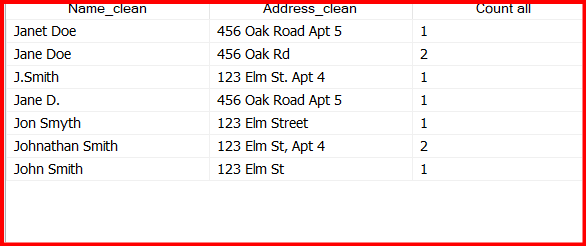 Name_clean Address_clean Count all
Janet Doe 456 Oak Road Apt 5 1
Jane Doe 456 Oak Rd 2
J.Smith 123 Elm St. Apt 4 1
Jane D. 456 Oak Road Apt 5 1
Jon Smyth 123 Elm Street 1
Johnathan Smith 123 Elm St, Apt 4 2
John Smith 123 Elm St 1